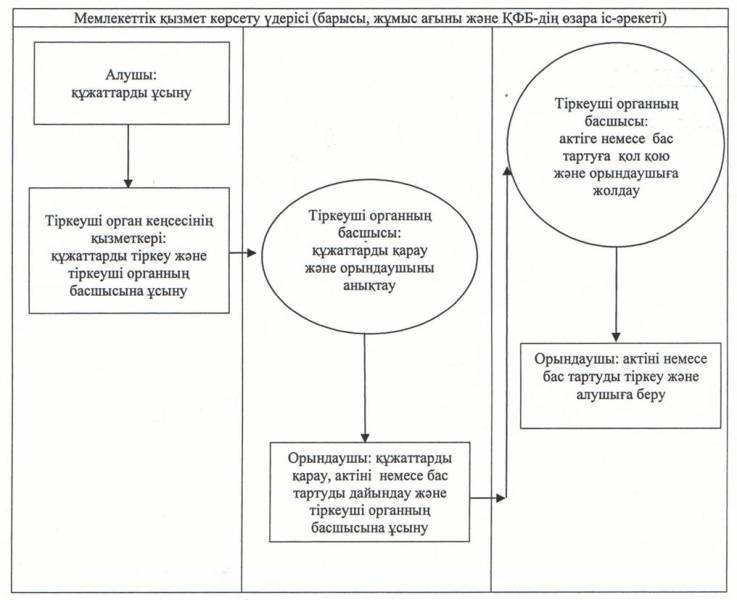 Мемлекеттік қызмет көрсету үдерісі (барысы, жұмыс ағыны және ҚФБ-дің өзара іс-әрекеті)
Алушы:
құжаттарды ұсыну
Тіркеуші орган кеңсесінің
қызметкері:
құжаттарды тіркеу және
тіркеуші органның
басшысына ұсыну
Тіркеуші органның
басшысы:
құжаттарды қарау
және орындаушыны
анықтау
Орындаушы: құжаттарды
қарау, актіні немесе бас
тартуды дайындау және
тіркеуші органның
басшысына ұсыну
Тіркеуші органның
басшысы:
актіге немесе бас
тартуға қол қою
және орындаушыға
жолдау
Орындаушы: актіні немесе
бас тартуды тіркеу және
алушыға беру